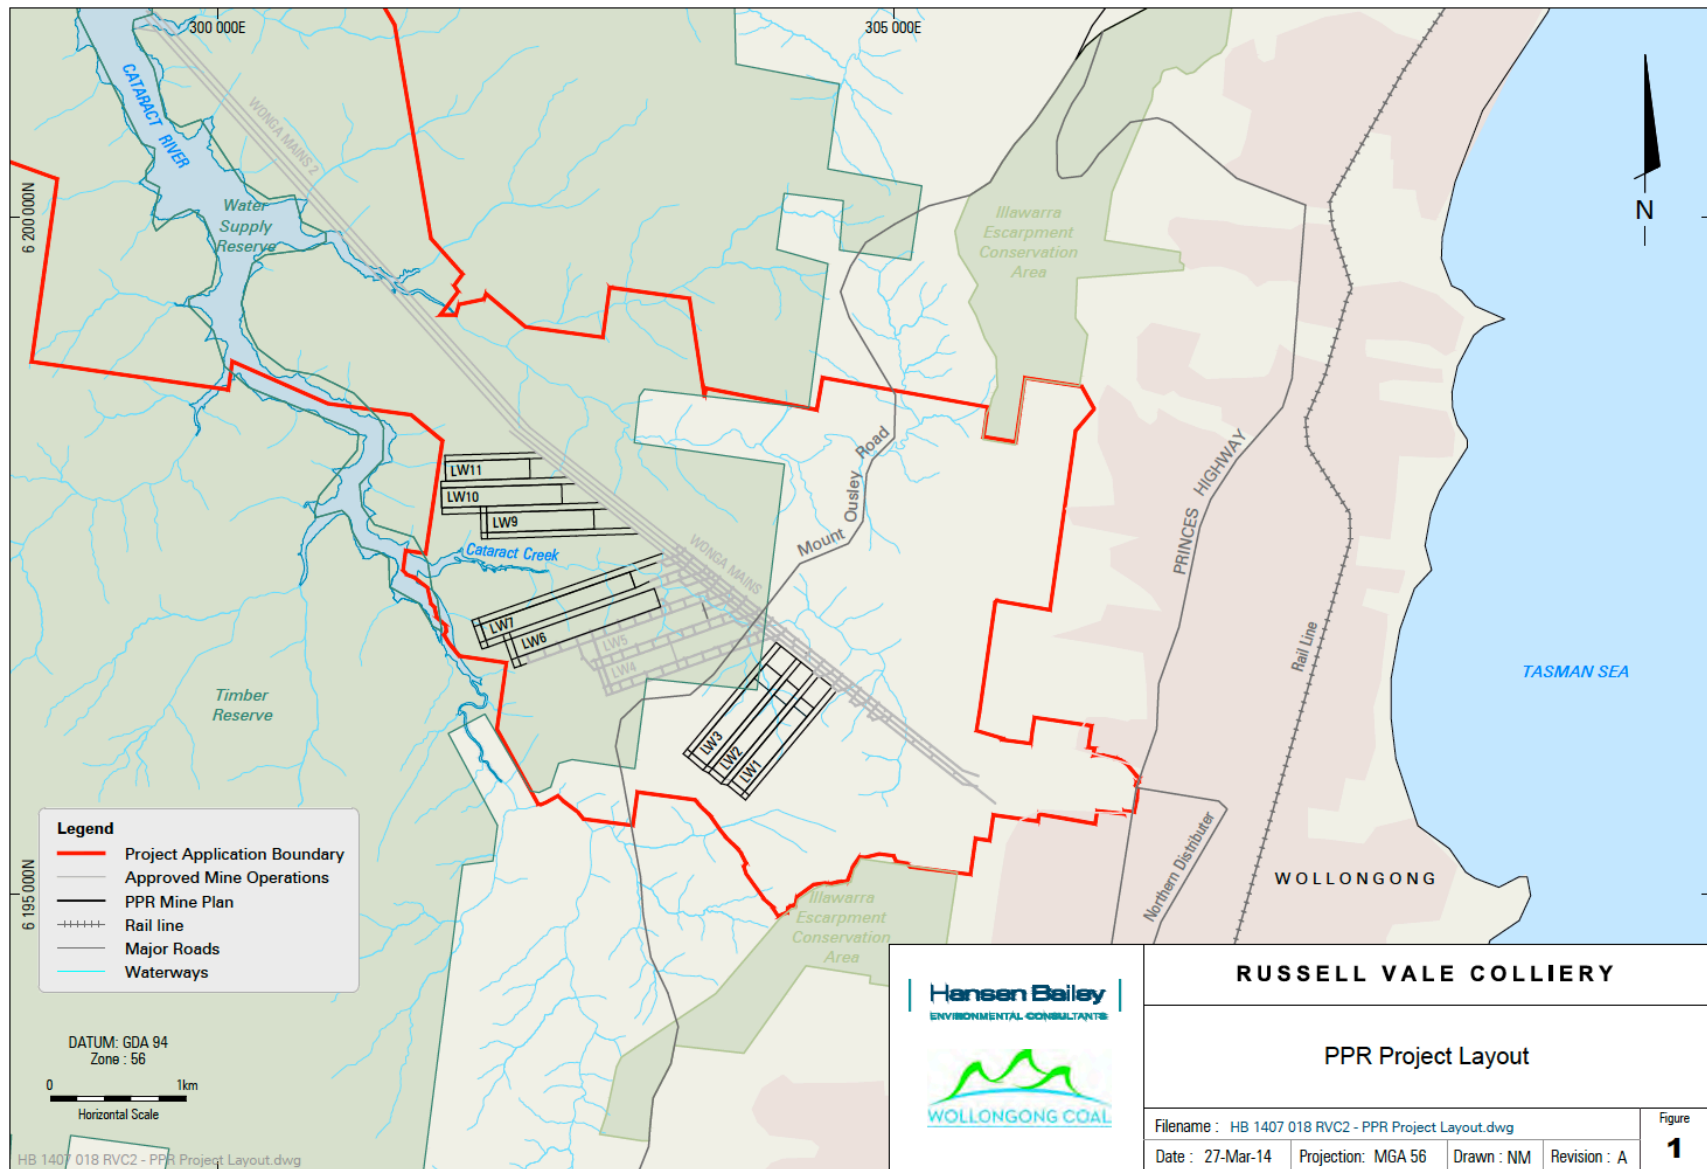 300 000E
305 000E
CATARACT RIVER
WONGA MAINS 2
6 200 000N
Water
Supply
Reserve
Illawarra
Escarpment
Conservation
Area
N
Mount Ousley Road
PRINCES HIGHWAY
LW11
LW10
LW9
Cataract Creek
WONGA MAINS
LW7
LW6
LW5
LW4
LW3
LW2
LW1
Rail Line
TASMAN SEA
Timber
Reserve
Northern Distributer
WOLLONGONG
6 195 000N
Illawarra
Escarpment
Conservation
Area
Legend
Project Application Boundary
Approved Mine Operations
PPR Mine Plan
Rail line
Major Roads
Waterways
DATUM: GDA 94
Zone : 56
0 1km
Horizontal Scale
HB 1407 018 RVC2 - PPR Project Layout.dwg
Hansen Bailey
ENVIRONMENTAL CONSULTANTS
WOLLONGONG COAL
RUSSELL VALE COLLIERY
PPR Project Layout
Filename : HB 1407 018 RVC2 - PPR Project Layout.dwg
Date : 27-Mar-14 Projection: MGA 56 Drawn : NM Revision : A
Figure
1